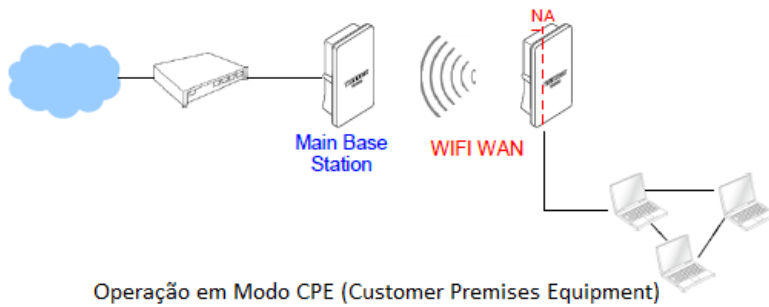 NA
Main Base
Station
WIFI WAN
Operação em Modo CPE (Customer Premises Equipment)